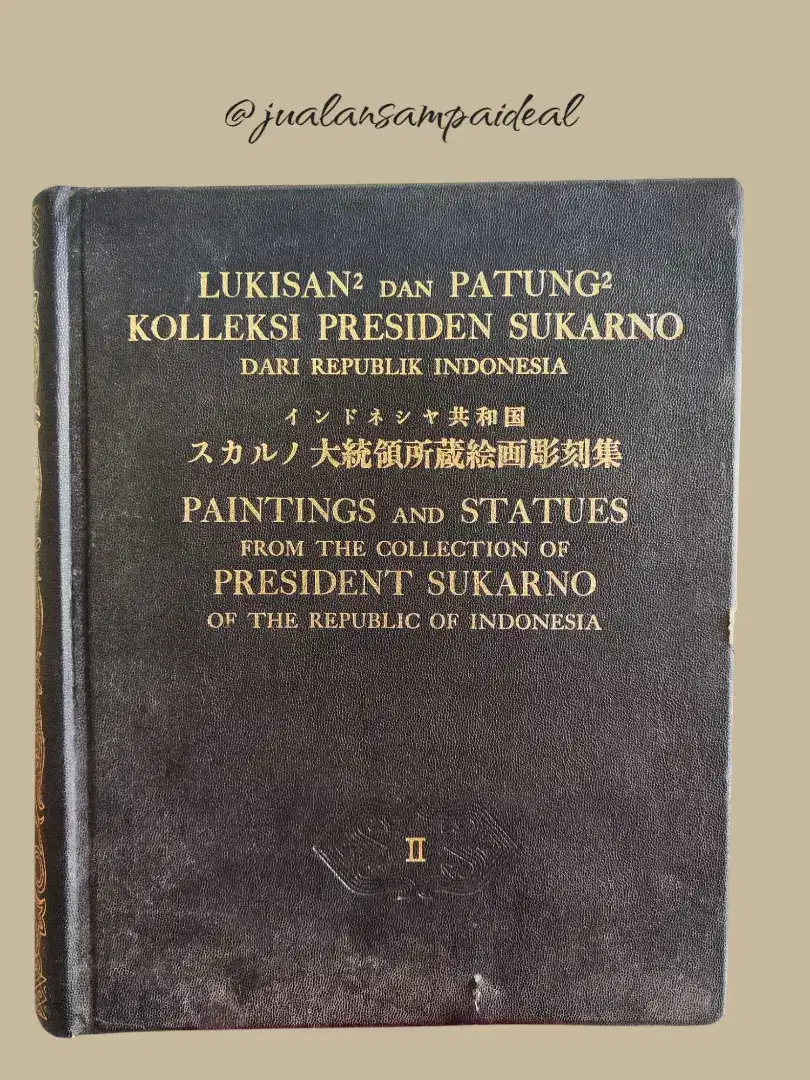 @jualansampaideal
LUKISAN² DAN PATUNG²
KOLLEKSI PRESIDEN SUKARNO
DARI REPUBLIK INDONESIA
インドネシヤ共和国
スカルノ大統領所蔵絵画彫刻集
PAINTINGS AND STATUES
FROM THE COLLECTION OF
PRESIDENT SUKARNO
OF THE REPUBLIC OF INDONESIA
II